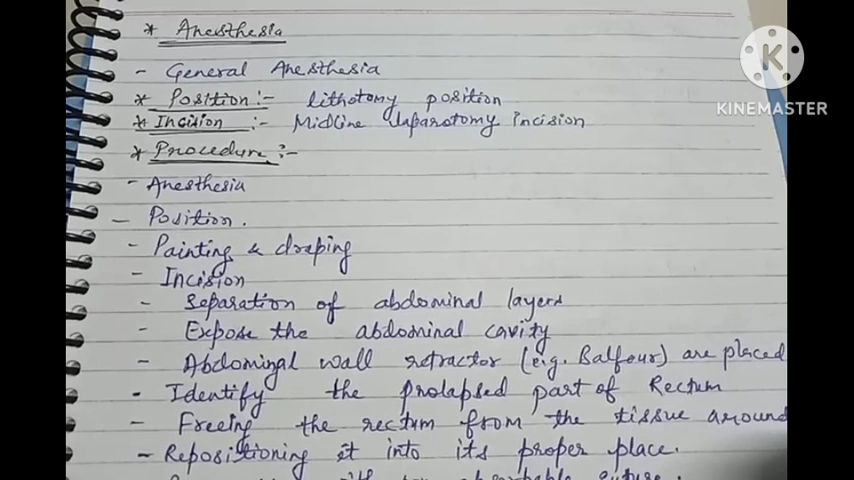 * Anesthesia
- General Anesthesia
* Position :- lithotomy position
* Incision :- Midline laparotomy incision
* Procedure :-
- Anesthesia
- Position.
- Painting & draping
- Incision
- Separation of abdominal layers
- Expose the abdominal cavity
- Abdominal wall retractor (e.g. Balfour) are placed
- Identify the prolapsed part of Rectum
- Freeing the rectum from the tissue around
- Repositioning it into its proper place.
K
KINEMASTER